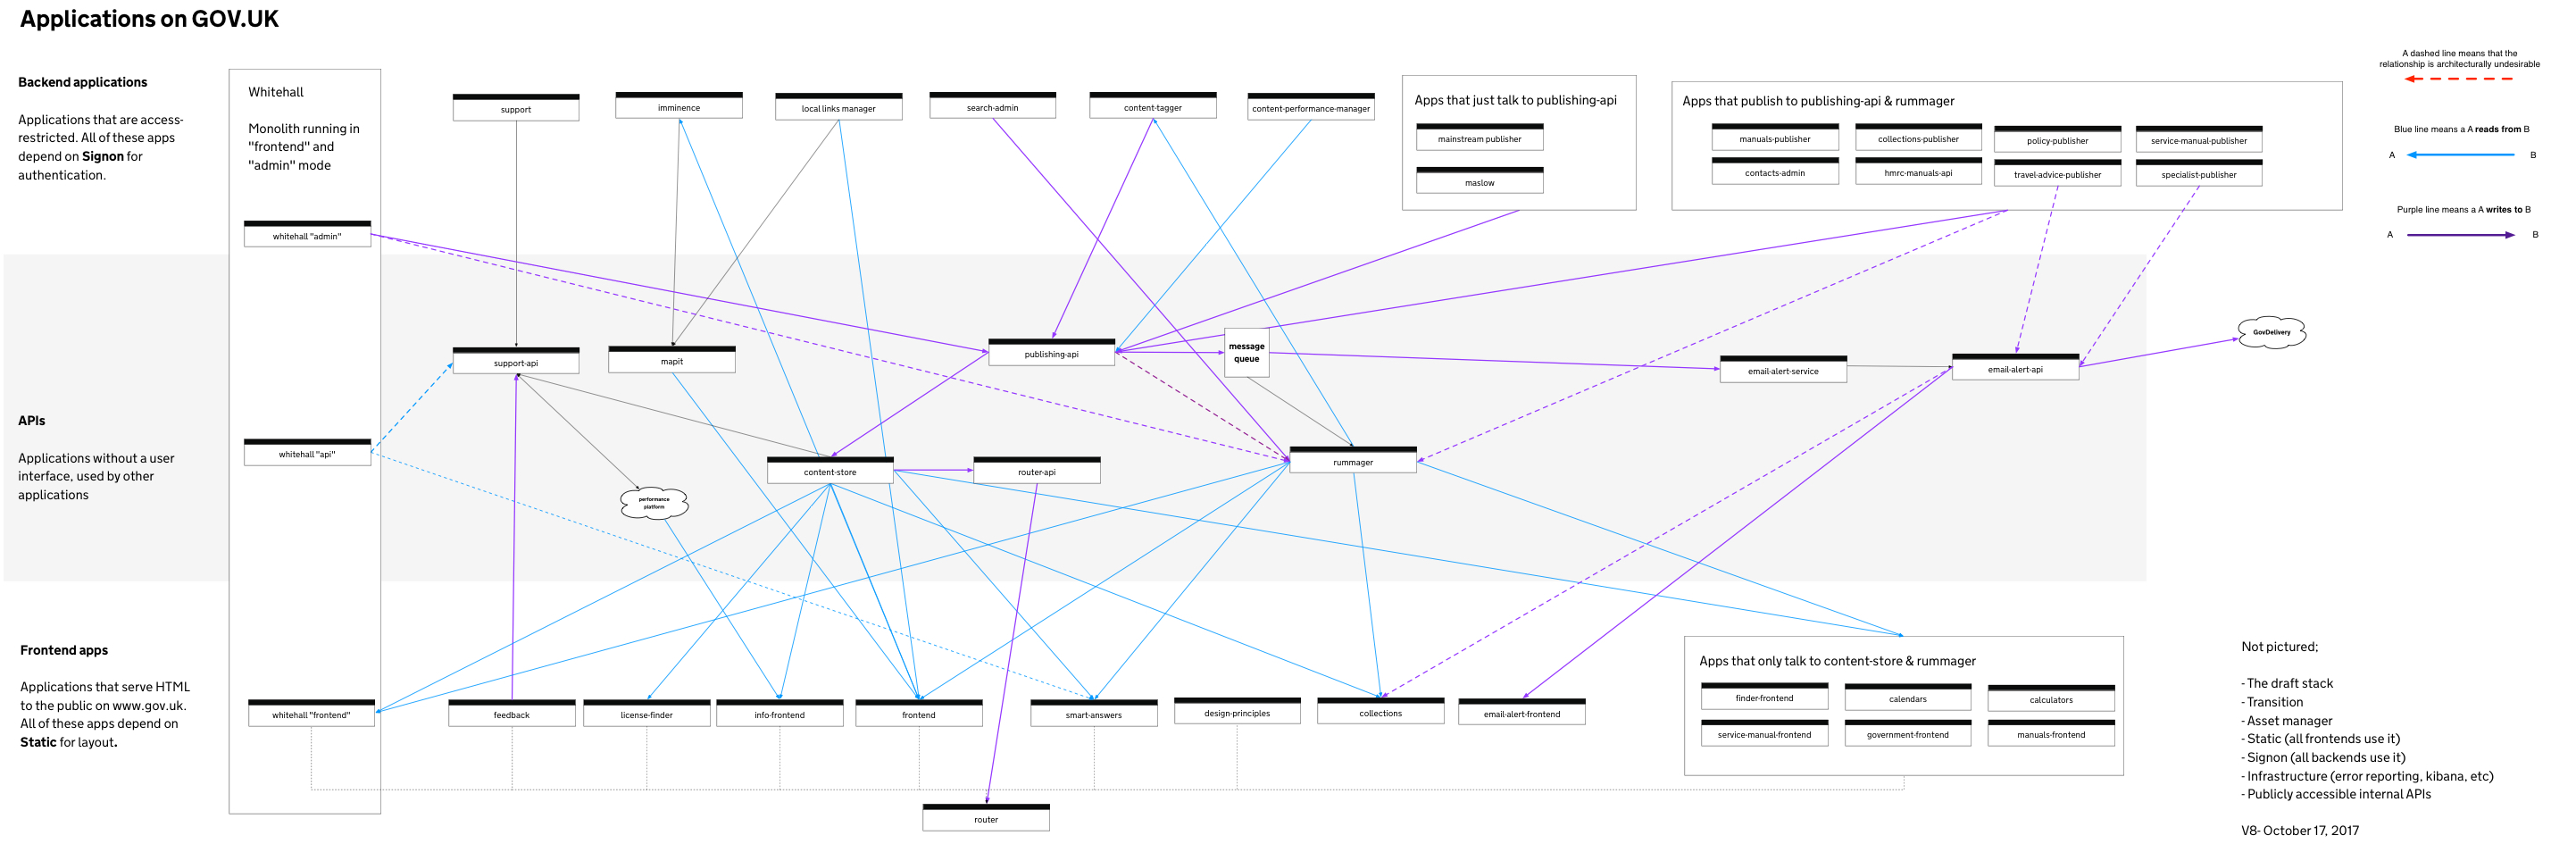 Applications on GOV.UK
Backend applications
Applications that are access-
restricted. All of these apps
depend on Signon for
authentication.
Whitehall
Monolith running in
"frontend" and
"admin" mode
support
imminence
local links manager
search-admin
content-tagger
content-performance-manager
Apps that just talk to publishing-api
mainstream publisher
maslow
Apps that publish to publishing-api & rummager
manuals-publisher
collections-publisher
policy-publisher
service-manual-publisher
contacts-admin
hmrc-manuals-api
travel-advice-publisher
specialist-publisher
A dashed line means that the
relationship is architecturally undesirable
Blue line means a A reads from B
A
B
Purple line means a A writes to B
A
B
whitehall "admin"
APIs
Applications without a user
interface, used by other
applications
support-api
mapit
publishing-api
message
queue
email-alert-service
email-alert-api
GovDelivery
whitehall "api"
performance
platform
content-store
router-api
rummager
Frontend apps
Applications that serve HTML
to the public on www.gov.uk.
All of these apps depend on
Static for layout.
whitehall "frontend"
feedback
license-finder
info-frontend
frontend
smart-answers
design-principles
collections
email-alert-frontend
Apps that only talk to content-store & rummager
finder-frontend
calendars
calculators
service-manual-frontend
government-frontend
manuals-frontend
router
Not pictured;
- The draft stack
- Transition
- Asset manager
- Static (all frontends use it)
- Signon (all backends use it)
- Infrastructure (error reporting, kibana, etc)
- Publicly accessible internal APIs
V8- October 17, 2017